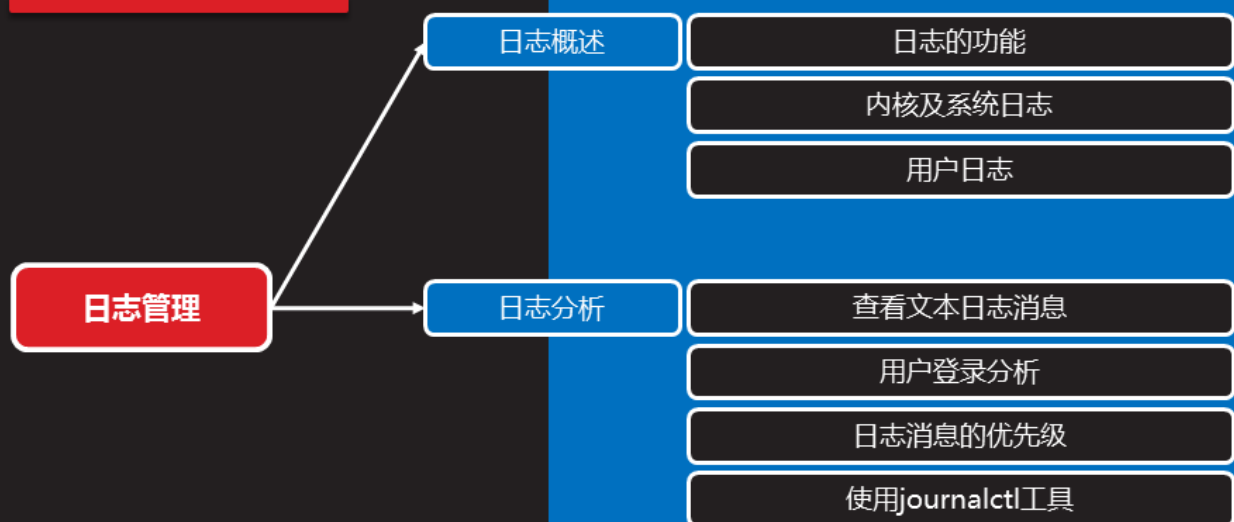 日志概述
日志的功能
内核及系统日志
用户日志
日志管理
日志分析
查看文本日志消息
用户登录分析
日志消息的优先级
使用journalctl工具